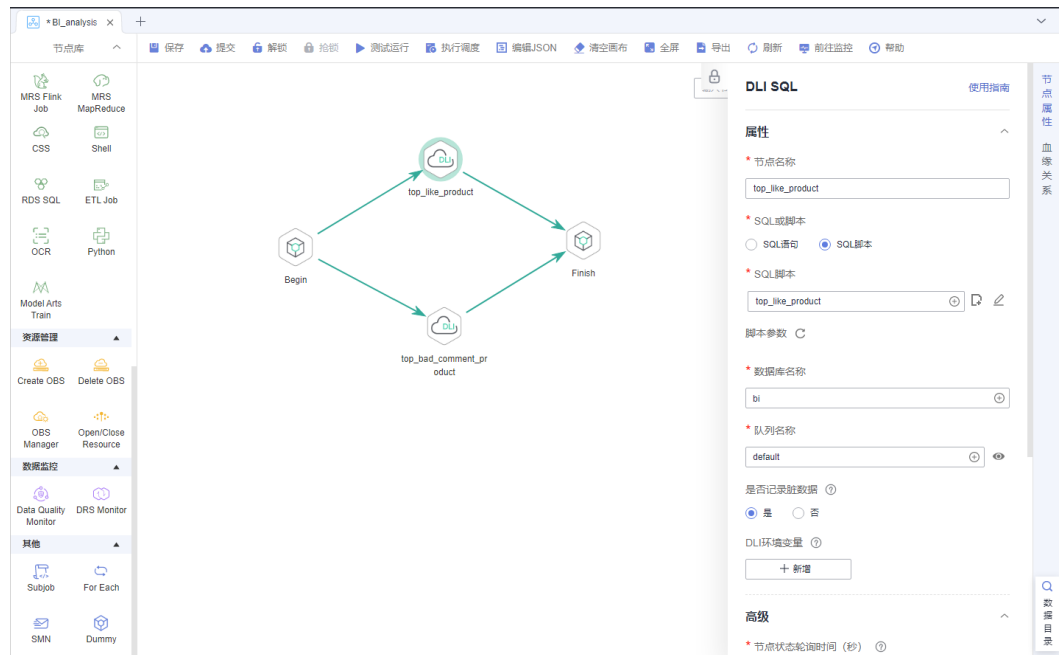 * BI_analysis × +
节点库
保存 提交 解锁 抢锁 测试运行 执行调度 编辑JSON 清空画布 全屏 导出 刷新 前往监控 帮助
MRS Flink Job
MRS MapReduce
CSS
Shell
RDS SQL
ETL Job
OCR
Python
Model Arts Train
资源管理
Create OBS
Delete OBS
OBS Manager
Open/Close Resource
数据监控
Data Quality Monitor
DRS Monitor
其他
Subjob
For Each
SMN
Dummy
DLI
top_like_product
Begin
Finish
DLI
top_bad_comment_pr
oduct
DLI SQL
使用指南
属性
* 节点名称
top_like_product
* SQL或脚本
SQL语句 SQL脚本
* SQL脚本
top_like_product
脚本参数
* 数据库名称
bi
* 队列名称
default
是否记录脏数据
是 否
DLI环境变量
+ 新增
高级
* 节点状态轮询时间（秒）
节点属性
血缘关系
数据目录